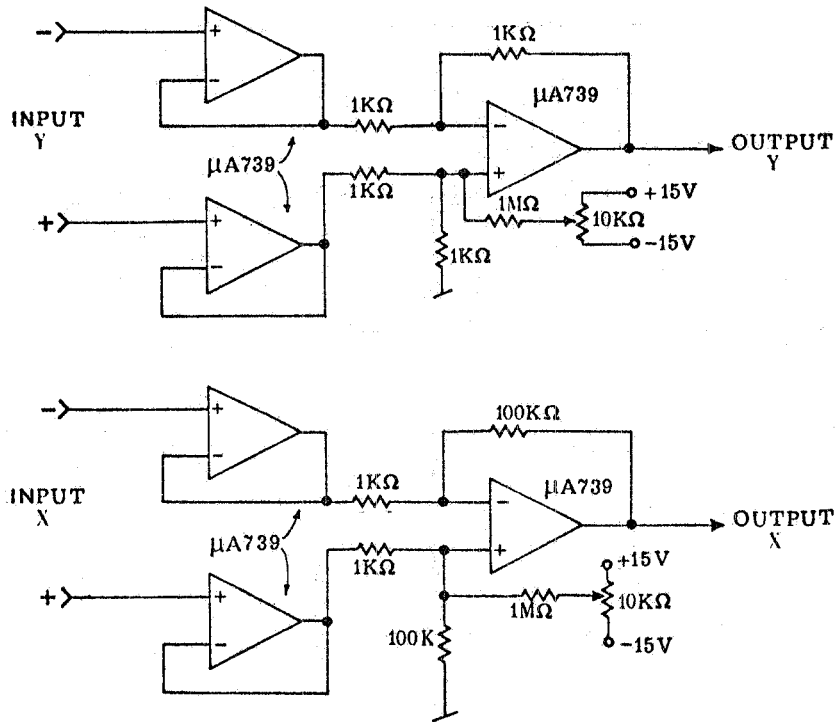 −
+
−
INPUT
Y
1KΩ
1KΩ
µA739
−
+
OUTPUT
Y
µA739
1KΩ
1MΩ
+15V
10KΩ
−15V
+
+
−
1KΩ
−
+
−
INPUT
X
1KΩ
100KΩ
µA739
−
+
OUTPUT
X
µA739
1KΩ
1MΩ
+15V
10KΩ
−15V
+
+
−
100K